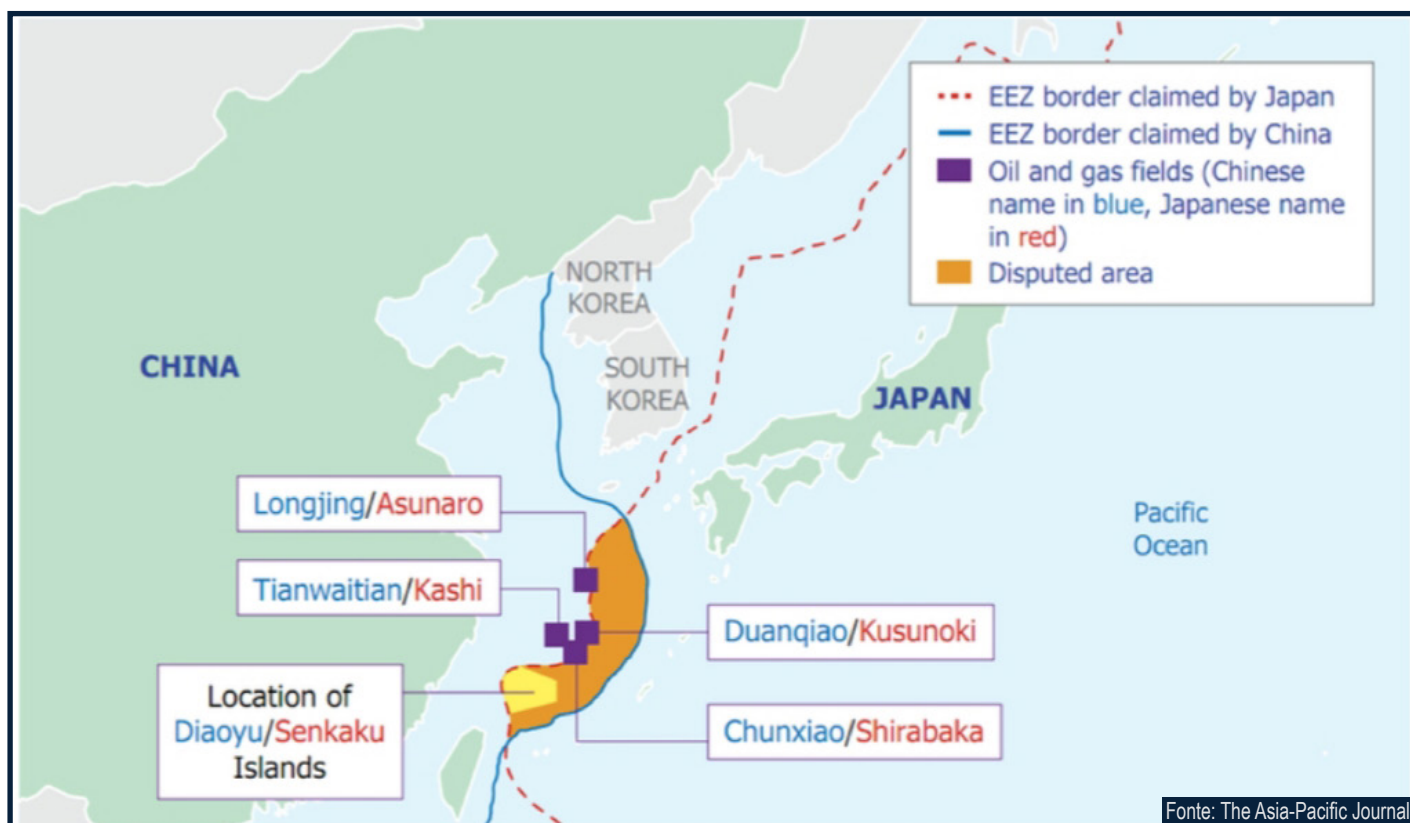 EEZ border claimed by Japan
EEZ border claimed by China
Oil and gas fields (Chinese
name in blue, Japanese name
in red)
Disputed area
NORTH
KOREA
CHINA
SOUTH
KOREA
JAPAN
Longjing/Asunaro
Pacific
Ocean
Tianwaitian/Kashi
Duanqiao/Kusunoki
Location of
Diaoyu/Senkaku
Islands
Chunxiao/Shirabaka
Fonte: The Asia-Pacific Journal